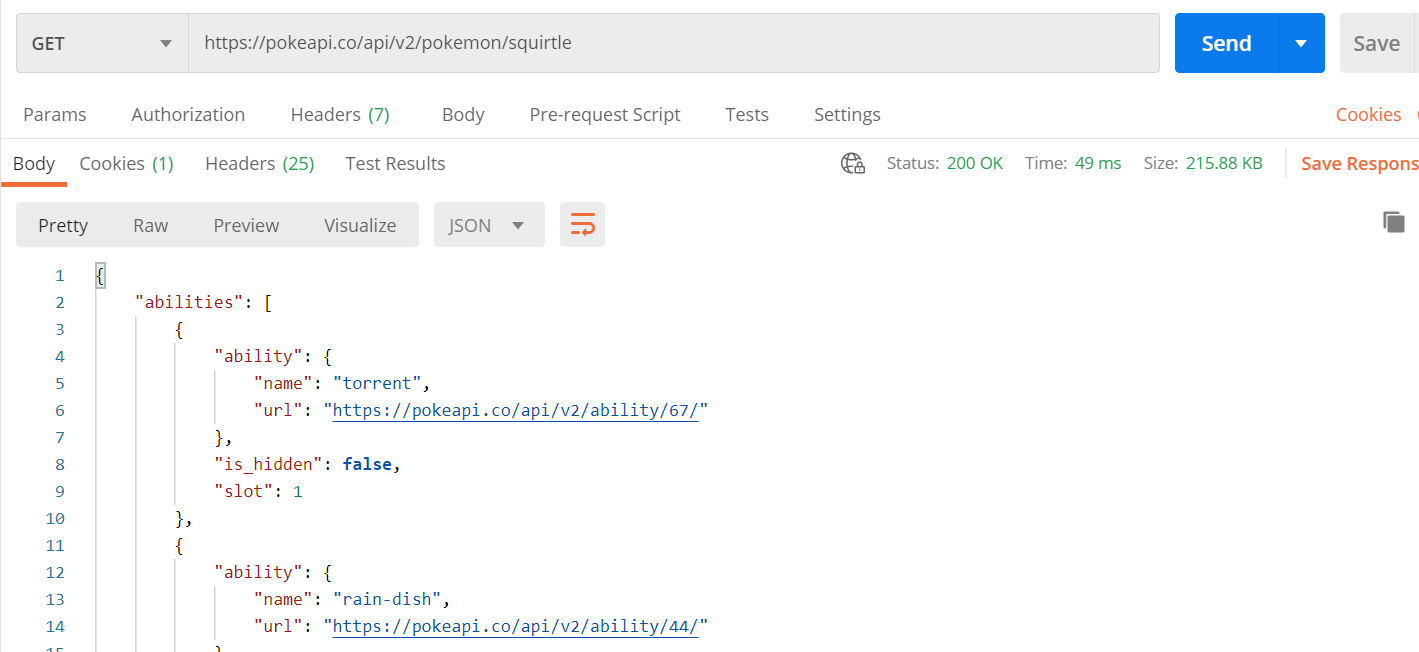 GET https://pokeapi.co/api/v2/pokemon/squirtle Send Save
Params Authorization Headers (7) Body Pre-request Script Tests Settings Cookies
Body Cookies (1) Headers (25) Test Results Status: 200 OK Time: 49 ms Size: 215.88 KB Save Respons
Pretty Raw Preview Visualize JSON
1 {
2 "abilities": [
3 {
4 "ability": {
5 "name": "torrent",
6 "url": "https://pokeapi.co/api/v2/ability/67/"
7 },
8 "is_hidden": false,
9 "slot": 1
10 },
11 {
12 "ability": {
13 "name": "rain-dish",
14 "url": "https://pokeapi.co/api/v2/ability/44/"